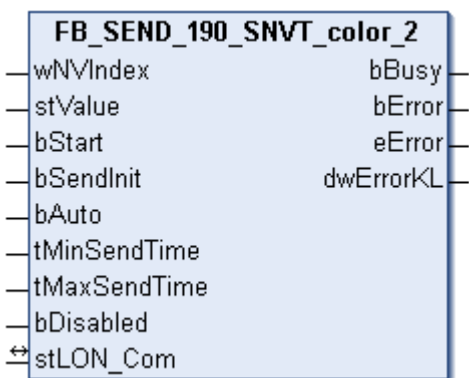 FB_SEND_190_SNVT_color_2
wNVIndex bBusy
stValue bError
bStart eError
bSendInit dwErrorKL
bAuto
tMinSendTime
tMaxSendTime
bDisabled
stLON_Com